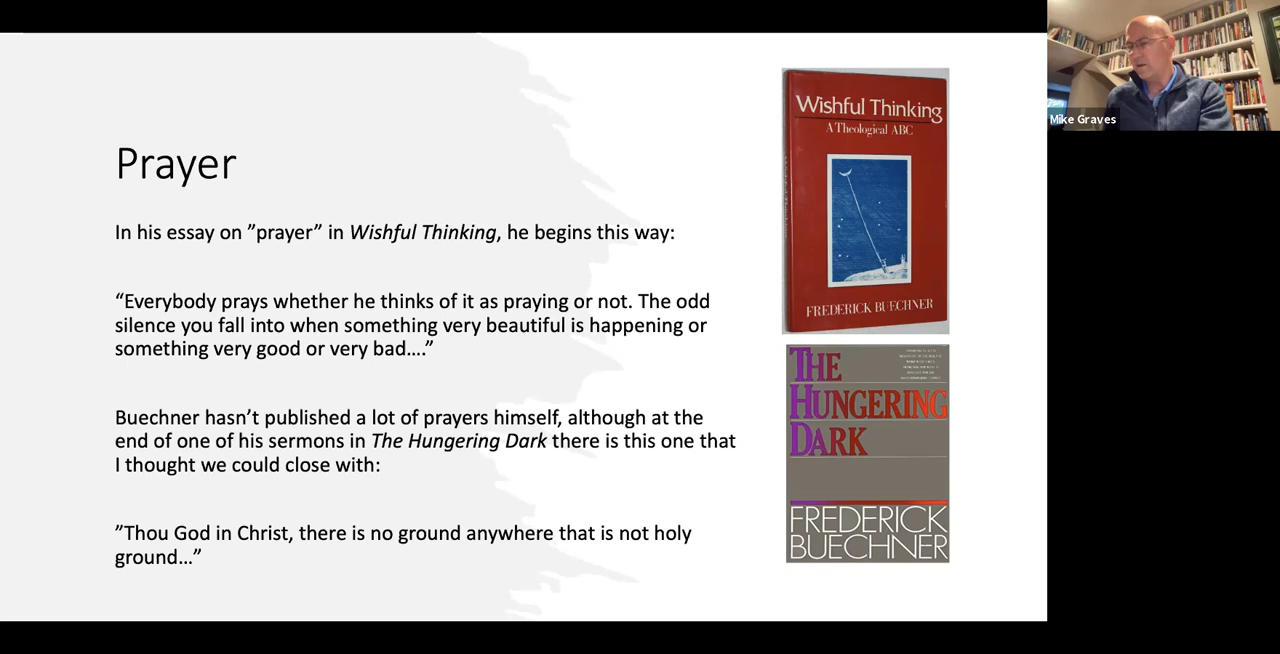 Prayer
In his essay on ”prayer” in Wishful Thinking, he begins this way:
“Everybody prays whether he thinks of it as praying or not. The odd
silence you fall into when something very beautiful is happening or
something very good or very bad….”
Buechner hasn’t published a lot of prayers himself, although at the
end of one of his sermons in The Hungering Dark there is this one that
I thought we could close with:
”Thou God in Christ, there is no ground anywhere that is not holy
ground…”
Wishful Thinking
A Theological ABC
FREDERICK BUECHNER
THE
HUNGERING
DARK
FREDERICK
BUECHNER
Mike Graves